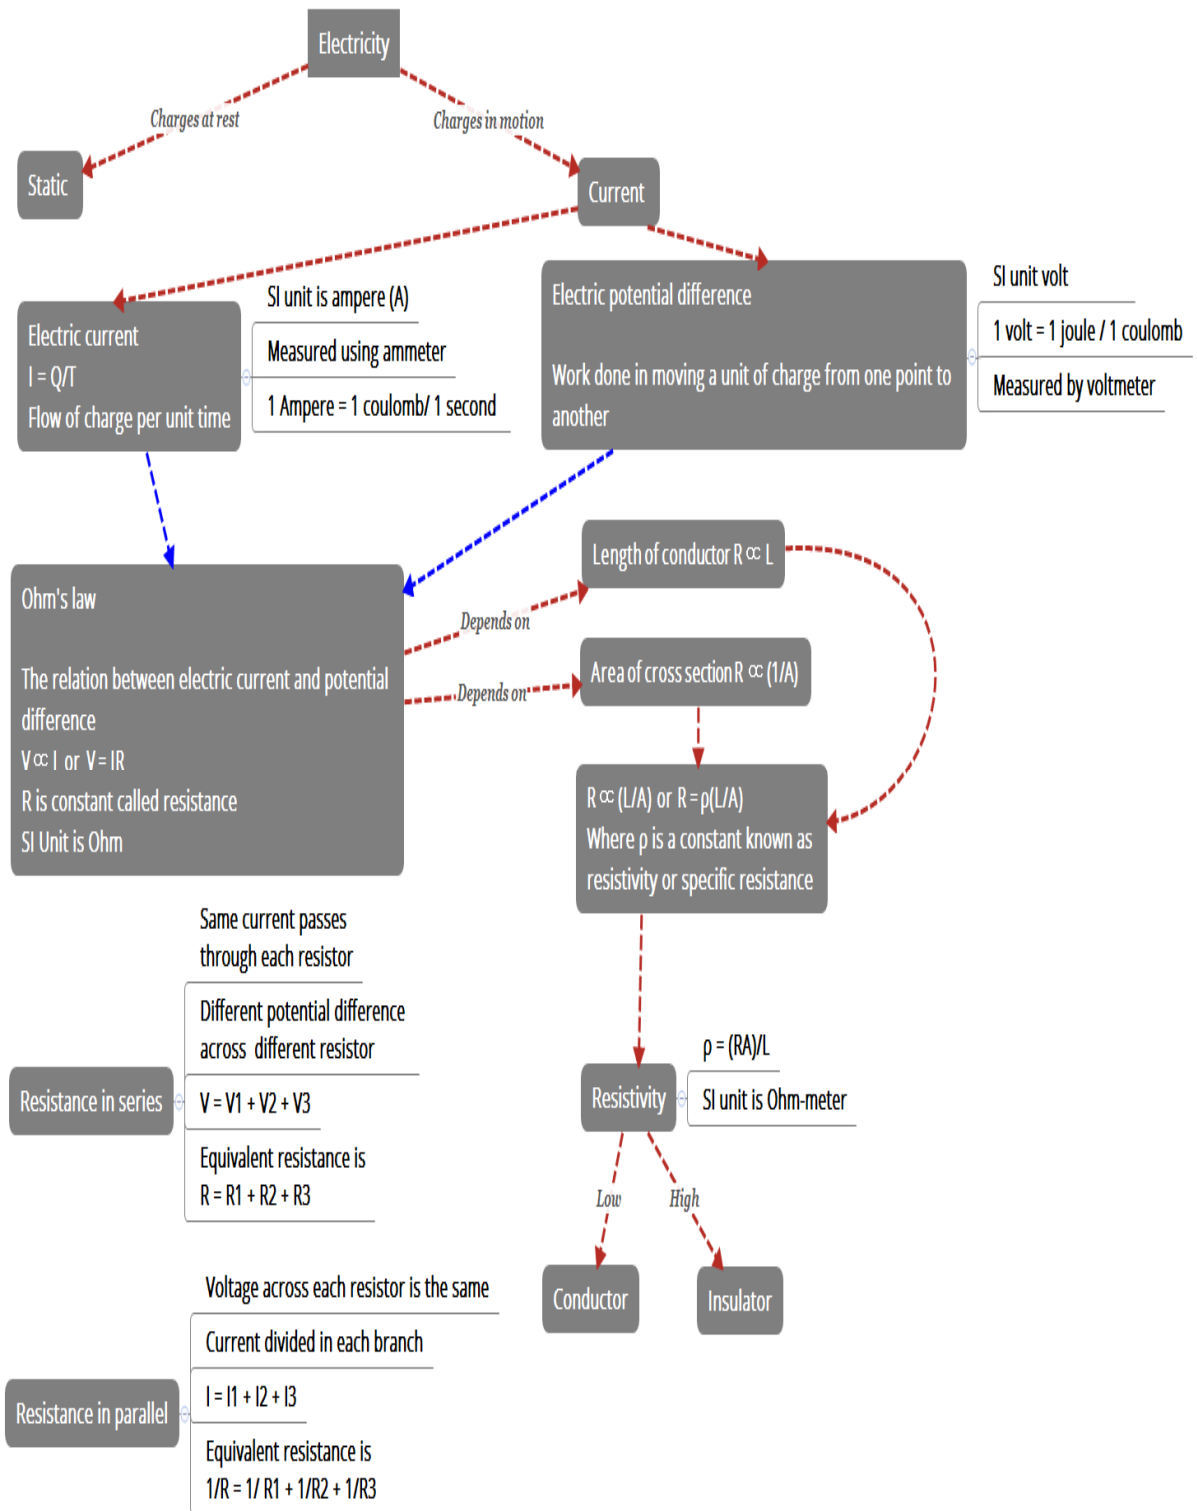 Electricity
Charges at rest
Charges in motion
Static
Current
Electric current
I = Q/T
Flow of charge per unit time
SI unit is ampere (A)
Measured using ammeter
1 Ampere = 1 coulomb/ 1 second
Electric potential difference
Work done in moving a unit of charge from one point to
another
SI unit volt
1 volt = 1 joule / 1 coulomb
Measured by voltmeter
Ohm's law
The relation between electric current and potential
difference
V ∝ I or V = IR
R is constant called resistance
SI Unit is Ohm
Depends on
Length of conductor R ∝ L
Depends on
Area of cross section R ∝ (1/A)
R ∝ (L/A) or R = ρ(L/A)
Where ρ is a constant known as
resistivity or specific resistance
Resistivity
ρ = (RA)/L
SI unit is Ohm-meter
Low
High
Conductor
Insulator
Resistance in series
Same current passes
through each resistor
Different potential difference
across different resistor
V = V1 + V2 + V3
Equivalent resistance is
R = R1 + R2 + R3
Resistance in parallel
Voltage across each resistor is the same
Current divided in each branch
I = I1 + I2 + I3
Equivalent resistance is
1/R = 1/ R1 + 1/R2 + 1/R3